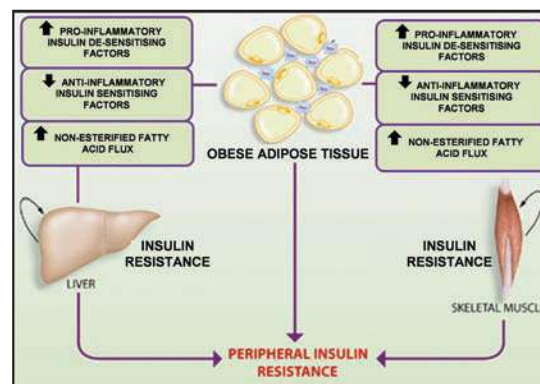 PRO-INFLAMMATORY
INSULIN DE-SENSITISING
FACTORS
ANTI-INFLAMMATORY
INSULIN SENSITISING
FACTORS
NON-ESTERIFIED FATTY
ACID FLUX
OBESE ADIPOSE TISSUE
PRO-INFLAMMATORY
INSULIN DE-SENSITISING
FACTORS
ANTI-INFLAMMATORY
INSULIN SENSITISING
FACTORS
NON-ESTERIFIED FATTY
ACID FLUX
INSULIN
RESISTANCE
LIVER
INSULIN
RESISTANCE
SKELETAL MUSCL
PERIPHERAL INSULIN
RESISTANCE